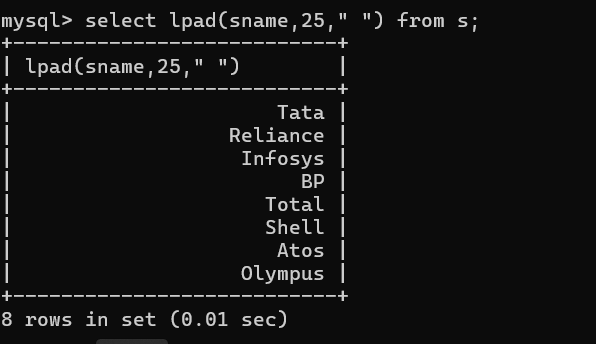 mysql> select lpad(sname,25," ") from s;
+---------------------------+
| lpad(sname,25," ")        |
+---------------------------+
|                      Tata |
|                  Reliance |
|                   Infosys |
|                        BP |
|                     Total |
|                     Shell |
|                      Atos |
|                   Olympus |
+---------------------------+
8 rows in set (0.01 sec)